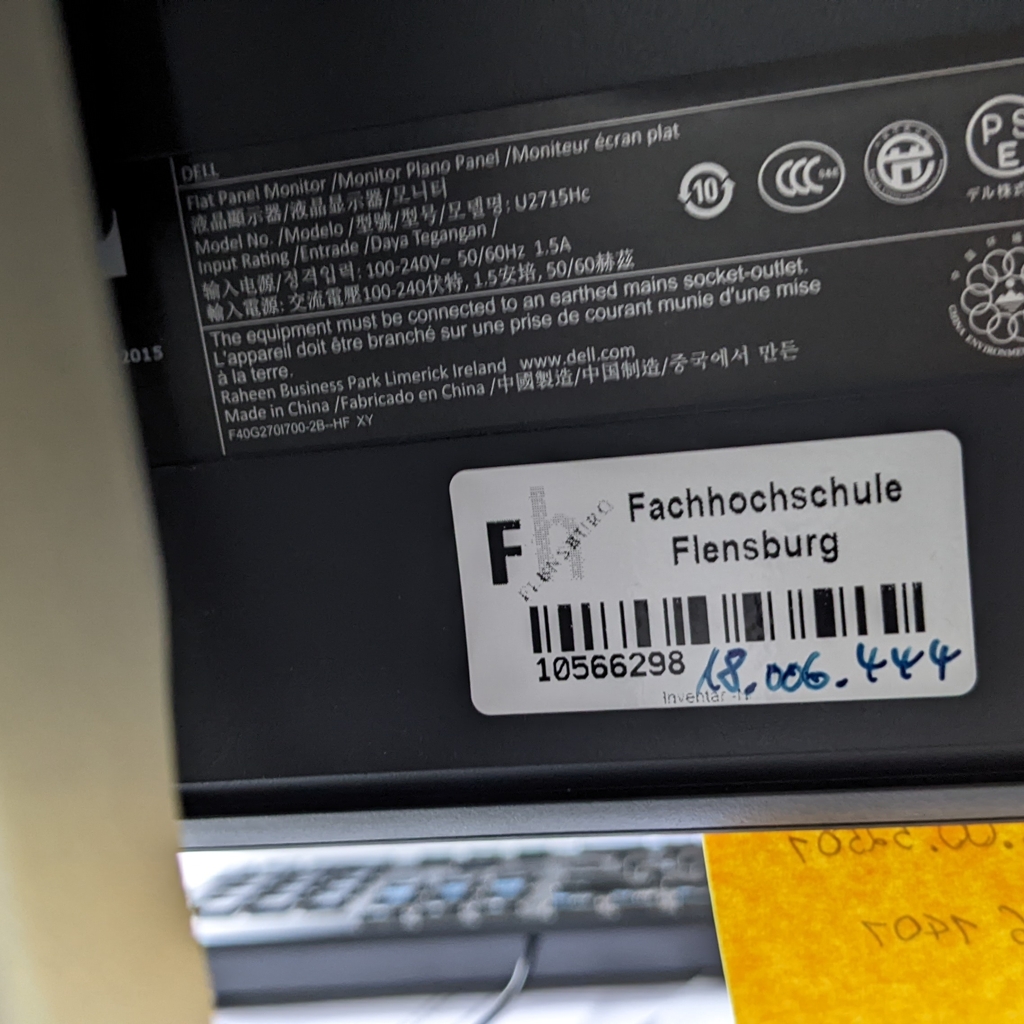 DELL
Flat Panel Monitor /Monitor Plano Panel /Moniteur écran plat
液晶顯示器/液晶显示器/모니터
Model No. /Modelo /型號/型号/모델명: U2715Hc
Input Rating /Entrade /Daya Tegangan /
输入电源/정격입력: 100-240V~ 50/60Hz 1.5A
輸入電源: 交流電壓100-240伏特, 1.5安培, 50/60赫茲
The equipment must be connected to an earthed mains socket-outlet.
L'appareil doit être branché sur une prise de courant munie d'une mise
à la terre.
Raheen Business Park Limerick Ireland www.dell.com
Made in China /Fabricado en China /中國製造/中国制造/중국에서 만든
F40G270I700-2B--HF XY
10
CCC
PS
E
デル株式
CHINA ENVIRONME
2015
Fh
FLENSBURG
Fachhochschule
Flensburg
10566298
18.006.444
Inventar